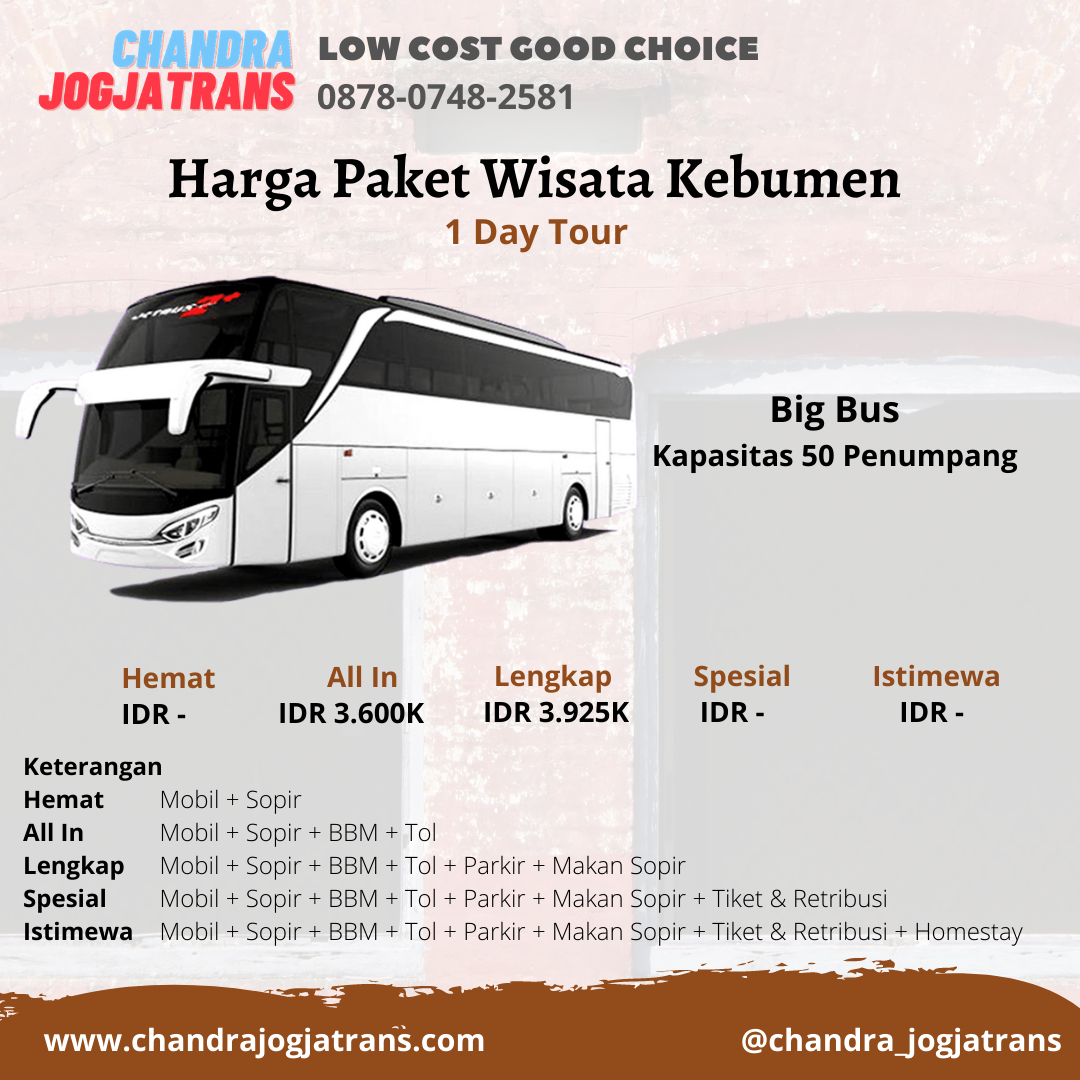 CHANDRA
JOGJATRANS
LOW COST GOOD CHOICE
0878-0748-2581
Harga Paket Wisata Kebumen
1 Day Tour
Big Bus
Kapasitas 50 Penumpang
Hemat All In Lengkap Spesial Istimewa
IDR - IDR 3.600K IDR 3.925K IDR - IDR -
Keterangan
Hemat Mobil + Sopir
All In Mobil + Sopir + BBM + Tol
Lengkap Mobil + Sopir + BBM + Tol + Parkir + Makan Sopir
Spesial Mobil + Sopir + BBM + Tol + Parkir + Makan Sopir + Tiket & Retribusi
Istimewa Mobil + Sopir + BBM + Tol + Parkir + Makan Sopir + Tiket & Retribusi + Homestay
www.chandrajogjatrans.com @chandra_jogjatrans